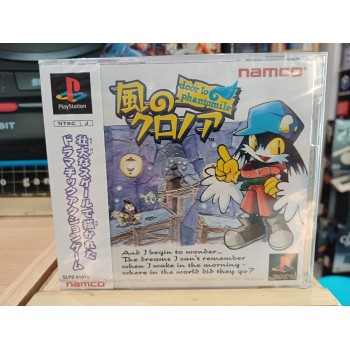 PlayStation
NTSC J
壮大なスケールで描かれた
ドラマチックアクションゲーム
namco
door to
phantomile
namco
風の
クロノア
And I begin to wonder...
The dreams I can't remember
when I wake in the morning -
where in the world did they go?
namco
BIT